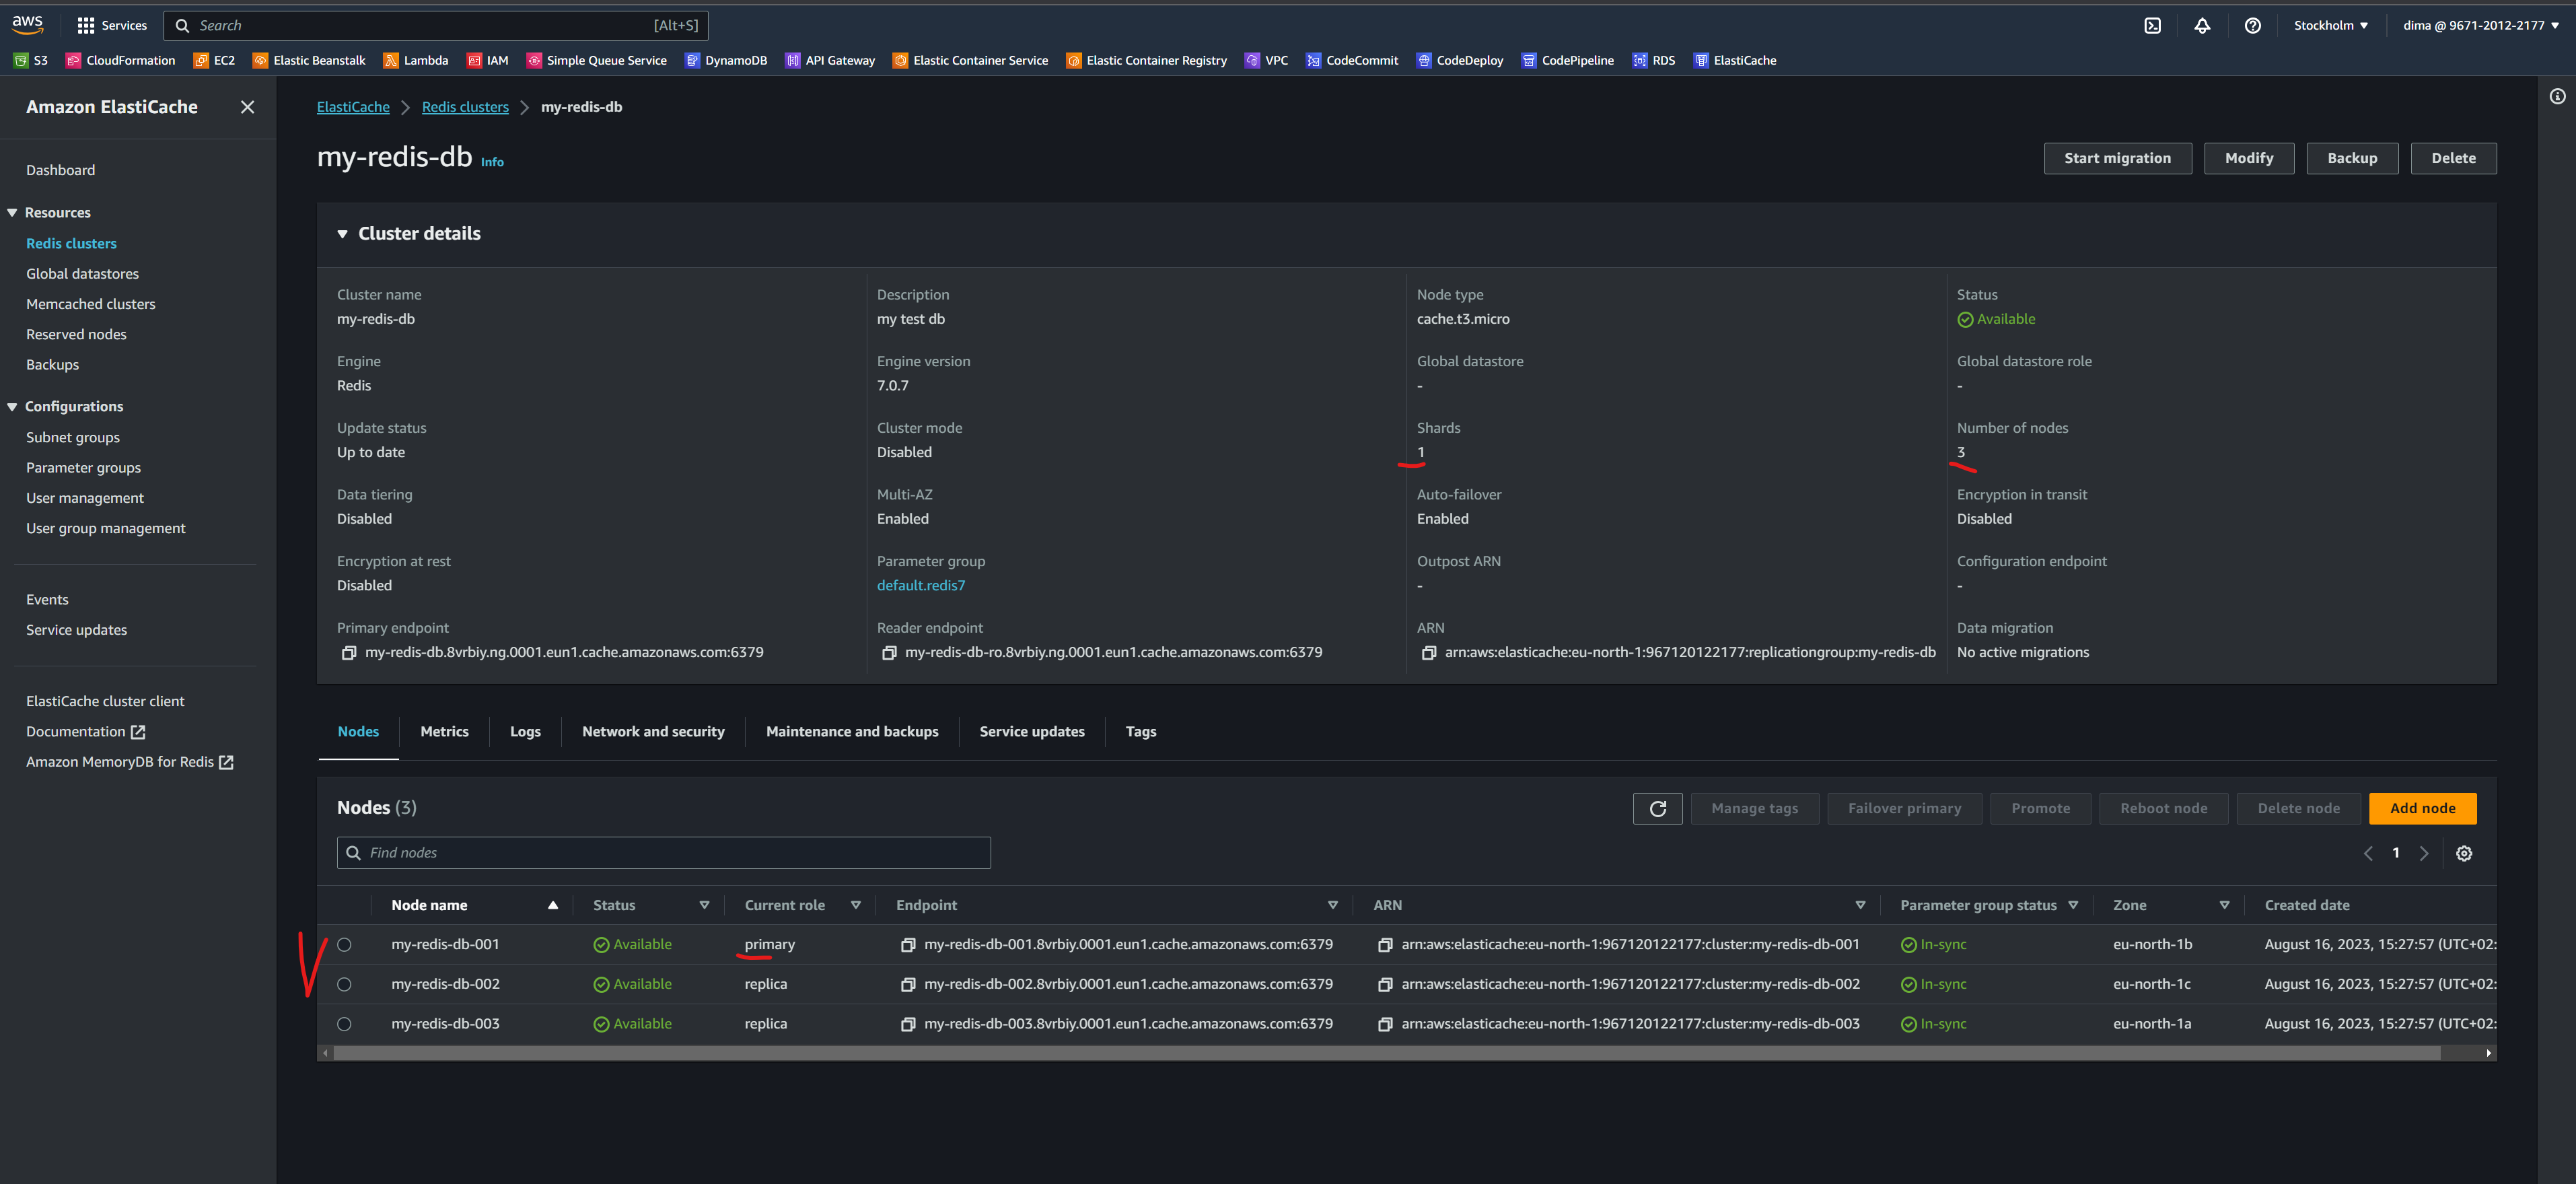 aws Services Search [Alt+S] Stockholm dima @ 9671-2012-2177
S3 CloudFormation EC2 Elastic Beanstalk Lambda IAM Simple Queue Service DynamoDB API Gateway Elastic Container Service Elastic Container Registry VPC CodeCommit CodeDeploy CodePipeline RDS ElastiCache
Amazon ElastiCache
Dashboard
Resources
Redis clusters
Global datastores
Memcached clusters
Reserved nodes
Backups
Configurations
Subnet groups
Parameter groups
User management
User group management
Events
Service updates
ElastiCache cluster client
Documentation
Amazon MemoryDB for Redis
ElastiCache Redis clusters my-redis-db
my-redis-db Info
Start migration Modify Backup Delete
Cluster details
Cluster name Description Node type Status
my-redis-db my test db cache.t3.micro Available
Engine Engine version Global datastore Global datastore role
Redis 7.0.7 - -
Update status Cluster mode Shards Number of nodes
Up to date Disabled 1 3
Data tiering Multi-AZ Auto-failover Encryption in transit
Disabled Enabled Enabled Disabled
Encryption at rest Parameter group Outpost ARN Configuration endpoint
Disabled default.redis7 - -
Primary endpoint Reader endpoint ARN Data migration
my-redis-db.8vrbiy.ng.0001.eun1.cache.amazonaws.com:6379 my-redis-db-ro.8vrbiy.ng.0001.eun1.cache.amazonaws.com:6379 arn:aws:elasticache:eu-north-1:967120122177:replicationgroup:my-redis-db No active migrations
Nodes Metrics Logs Network and security Maintenance and backups Service updates Tags
Nodes (3)
Manage tags Failover primary Promote Reboot node Delete node Add node
Find nodes
1
Node name Status Current role Endpoint ARN Parameter group status Zone Created date
my-redis-db-001 Available primary my-redis-db-001.8vrbiy.0001.eun1.cache.amazonaws.com:6379 arn:aws:elasticache:eu-north-1:967120122177:cluster:my-redis-db-001 In-sync eu-north-1b August 16, 2023, 15:27:57 (UTC+02:
my-redis-db-002 Available replica my-redis-db-002.8vrbiy.0001.eun1.cache.amazonaws.com:6379 arn:aws:elasticache:eu-north-1:967120122177:cluster:my-redis-db-002 In-sync eu-north-1c August 16, 2023, 15:27:57 (UTC+02:
my-redis-db-003 Available replica my-redis-db-003.8vrbiy.0001.eun1.cache.amazonaws.com:6379 arn:aws:elasticache:eu-north-1:967120122177:cluster:my-redis-db-003 In-sync eu-north-1a August 16, 2023, 15:27:57 (UTC+02: